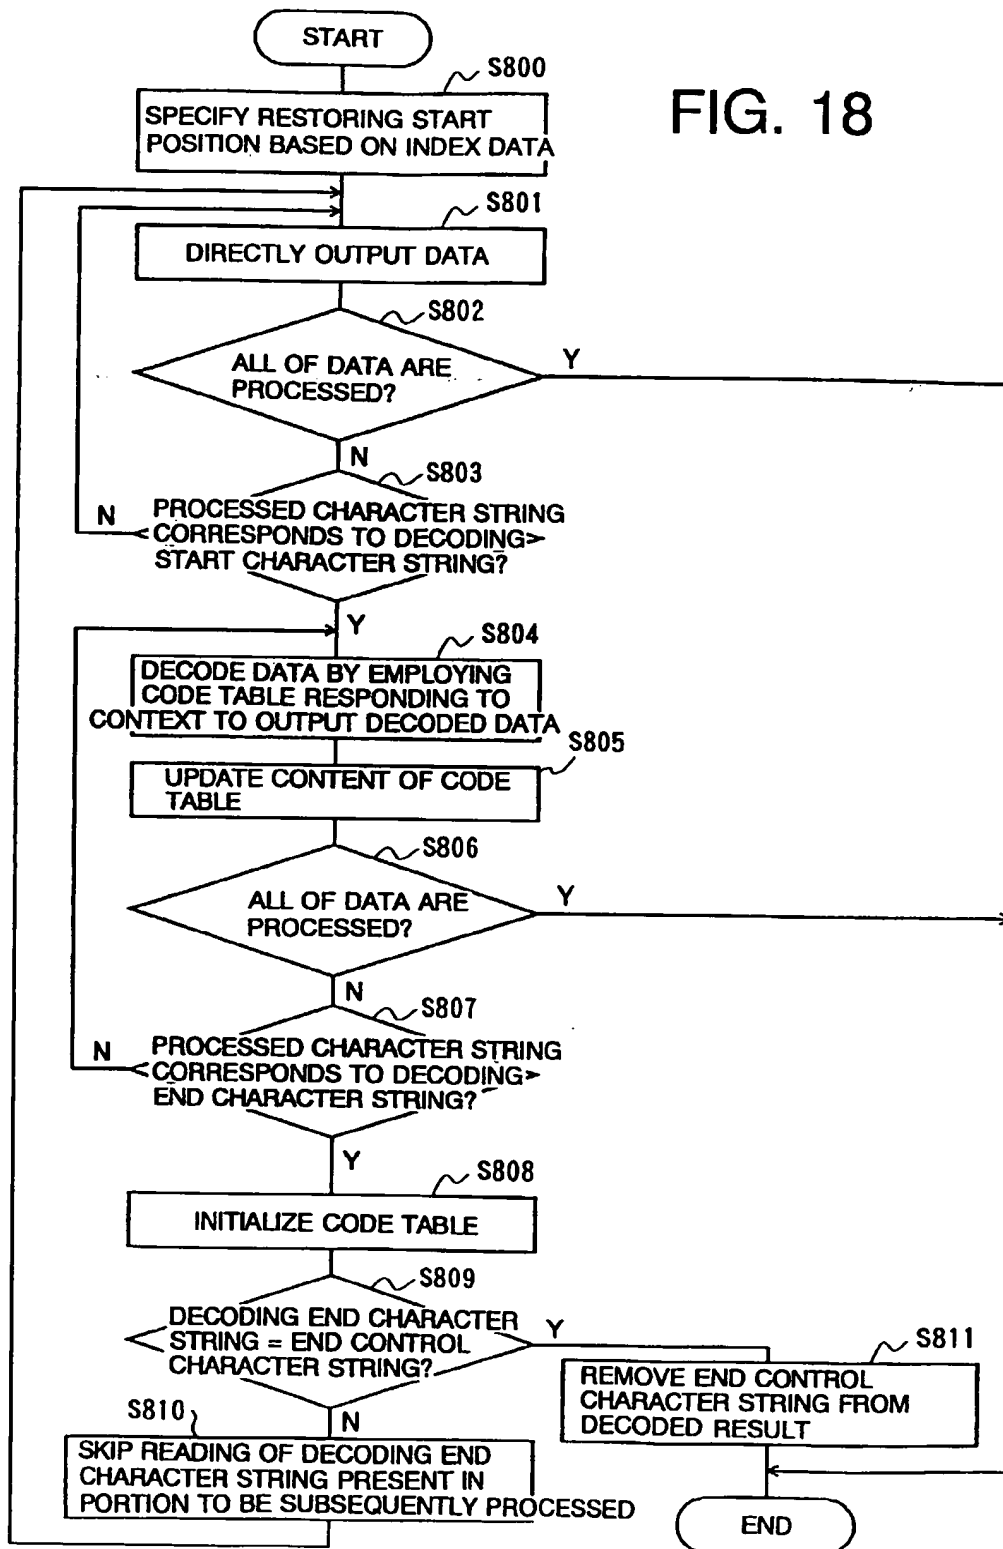 START
S800
FIG. 18
SPECIFY RESTORING START
POSITION BASED ON INDEX DATA
S801
DIRECTLY OUTPUT DATA
S802
ALL OF DATA ARE
PROCESSED?
Y
N
S803
PROCESSED CHARACTER STRING
CORRESPONDS TO DECODING
START CHARACTER STRING?
N
Y
S804
DECODE DATA BY EMPLOYING
CODE TABLE RESPONDING TO
CONTEXT TO OUTPUT DECODED DATA
S805
UPDATE CONTENT OF CODE
TABLE
S806
ALL OF DATA ARE
PROCESSED?
Y
N
S807
PROCESSED CHARACTER STRING
CORRESPONDS TO DECODING
END CHARACTER STRING?
N
Y
S808
INITIALIZE CODE TABLE
S809
DECODING END CHARACTER
STRING = END CONTROL
CHARACTER STRING?
Y
N
S811
REMOVE END CONTROL
CHARACTER STRING FROM
DECODED RESULT
S810
SKIP READING OF DECODING END
CHARACTER STRING PRESENT IN
PORTION TO BE SUBSEQUENTLY PROCESSED
END